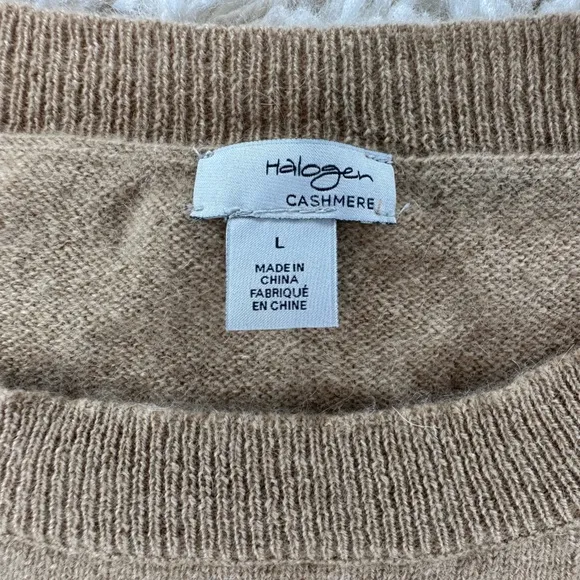 Halogen
CASHMERE
L
MADE IN
CHINA
FABRIQUÉ
EN CHINE